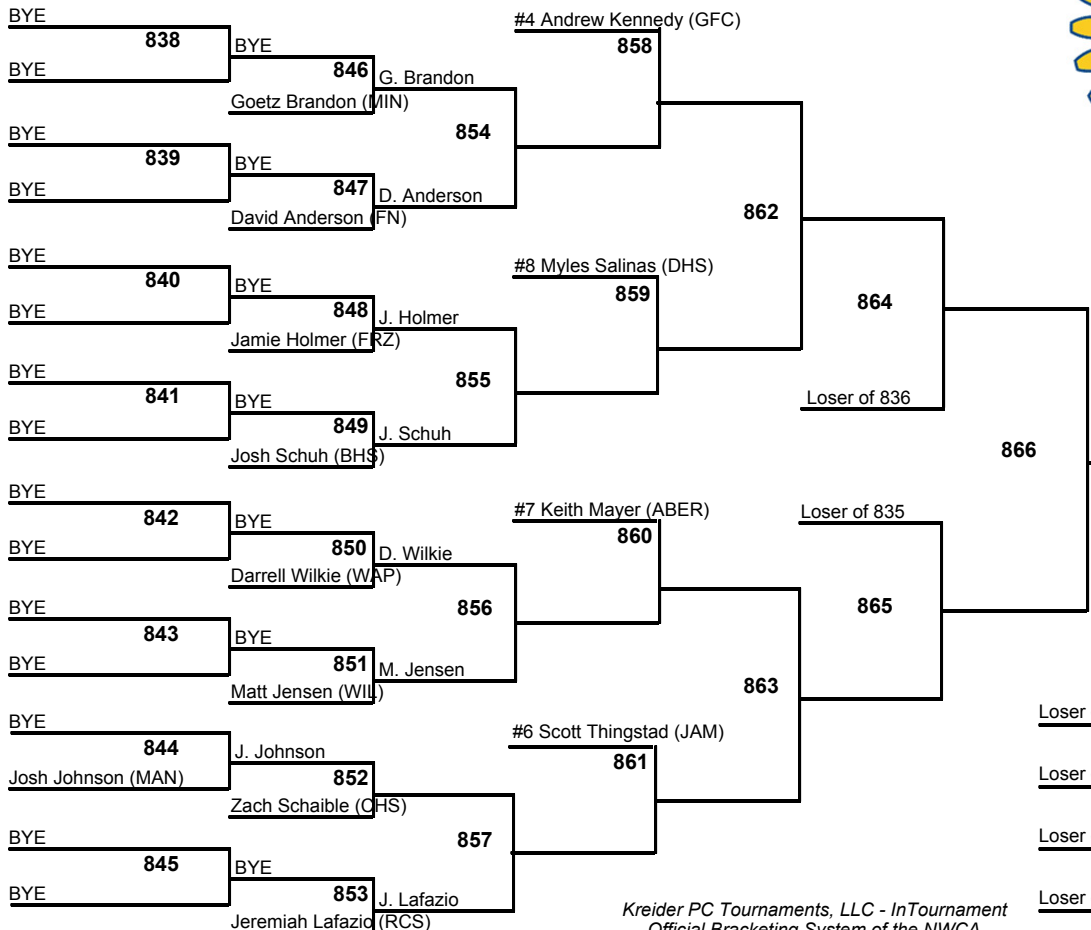 BYE
838
BYE
BYE
846
Goetz Brandon (MIN)
G. Brandon
854
BYE
839
BYE
BYE
847
David Anderson (FN)
D. Anderson
#4 Andrew Kennedy (GFC)
858
862
BYE
840
BYE
BYE
848
Jamie Holmer (FRZ)
J. Holmer
855
BYE
841
BYE
BYE
849
Josh Schuh (BHS)
J. Schuh
#8 Myles Salinas (DHS)
859
864
Loser of 836
866
BYE
842
BYE
BYE
850
Darrell Wilkie (WAP)
D. Wilkie
856
BYE
843
BYE
BYE
851
Matt Jensen (WIL)
M. Jensen
#7 Keith Mayer (ABER)
860
Loser of 835
865
863
BYE
844
Josh Johnson (MAN)
J. Johnson
852
Zach Schaible (CHS)
857
BYE
845
BYE
BYE
853
Jeremiah Lafazio (RCS)
J. Lafazio
#6 Scott Thingstad (JAM)
861
Loser
Loser
Loser
Loser
Kreider PC Tournaments, LLC - InTournament
Official Bracketing System of the NWCA